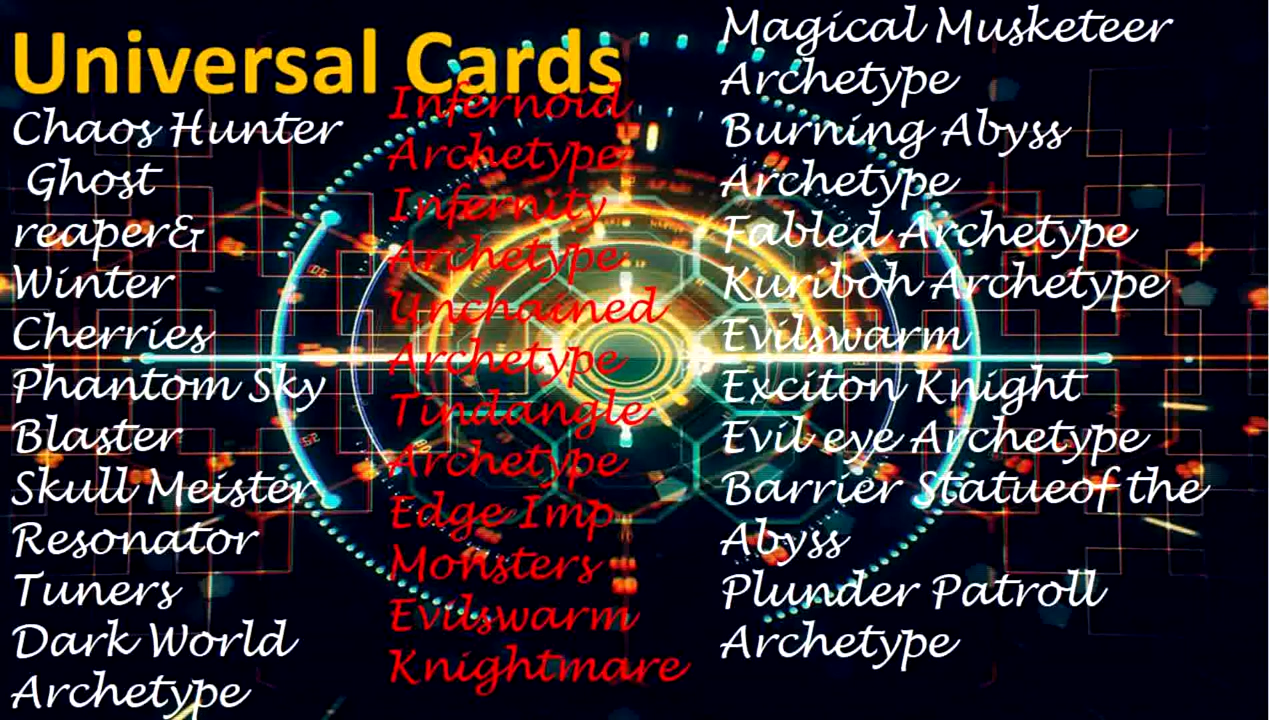 Universal Cards
Chaos Hunter
Ghost
reaper&
Winter
Cherries
Phantom Sky
Blaster
Skull Meister
Resonator
Tuners
Dark World
Archetype
Infernoid
Archetype
Infernity
Archetype
Unchained
Archetype
Tindangle
Archetype
Edge Imp
Monsters
Evilswarm
Knightmare
Magical Musketeer
Archetype
Burning Abyss
Archetype
Fabled Archetype
Kuriboh Archetype
Evilswarm
Exciton Knight
Evil eye Archetype
Barrier Statueof the
Abyss
Plunder Patroll
Archetype